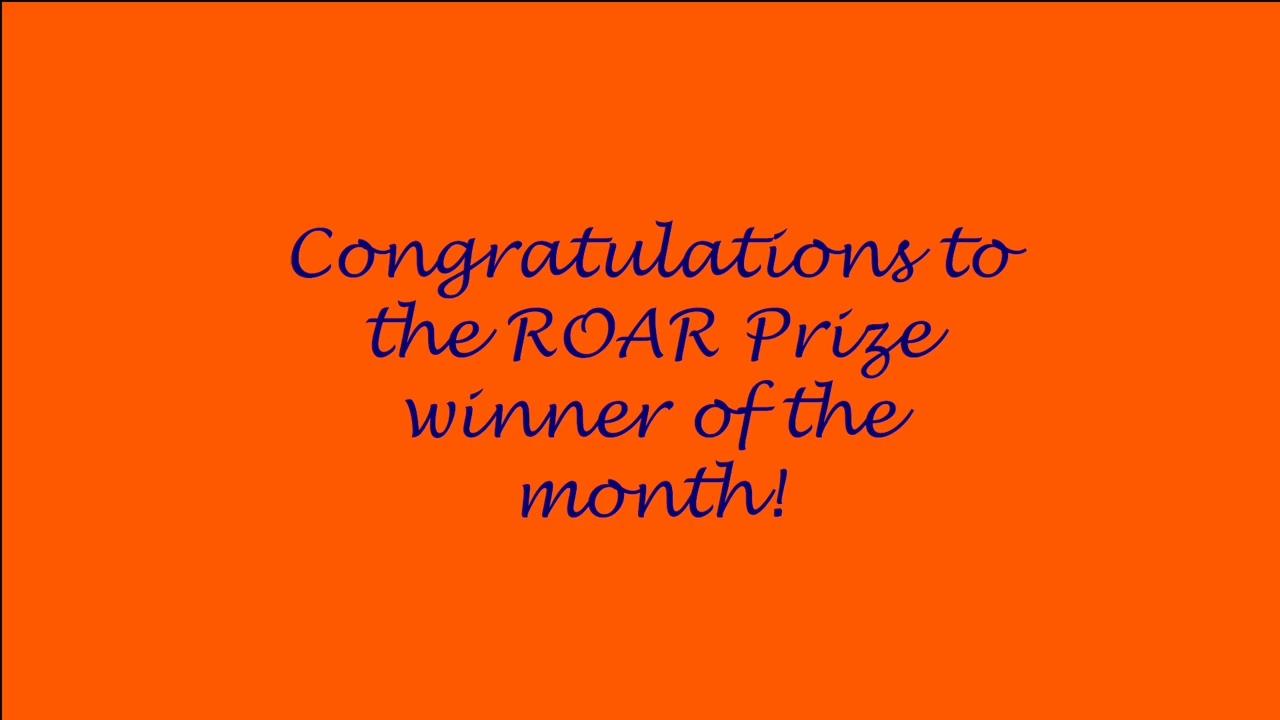 Congratulations to
the ROAR Prize
winner of the
month!